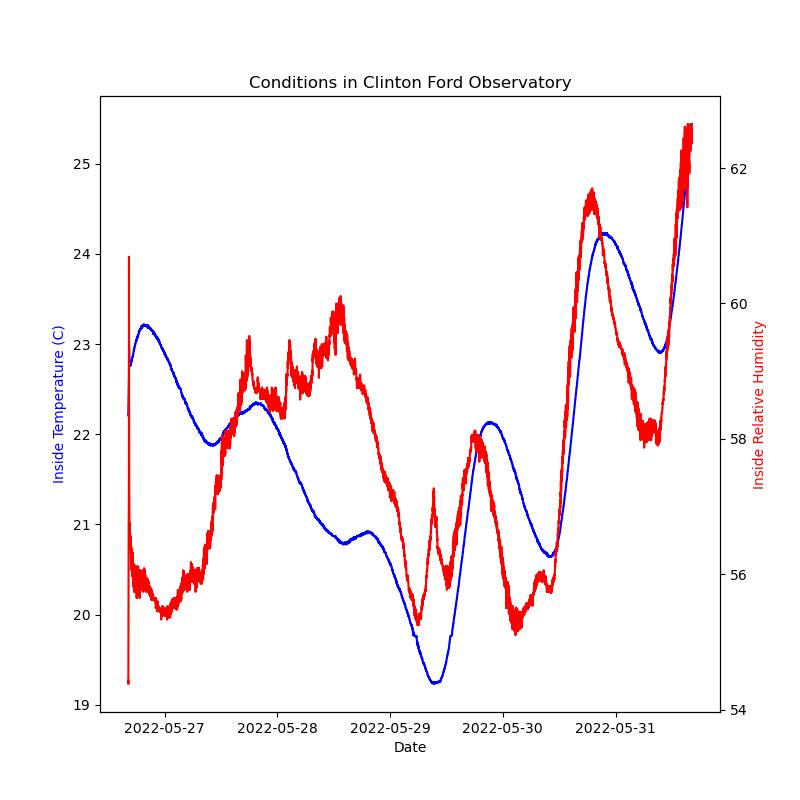 Conditions in Clinton Ford Observatory
25
24
23
22
21
20
19
Inside Temperature (C)
62
60
58
56
54
Inside Relative Humidity
2022-05-27 2022-05-28 2022-05-29 2022-05-30 2022-05-31
Date